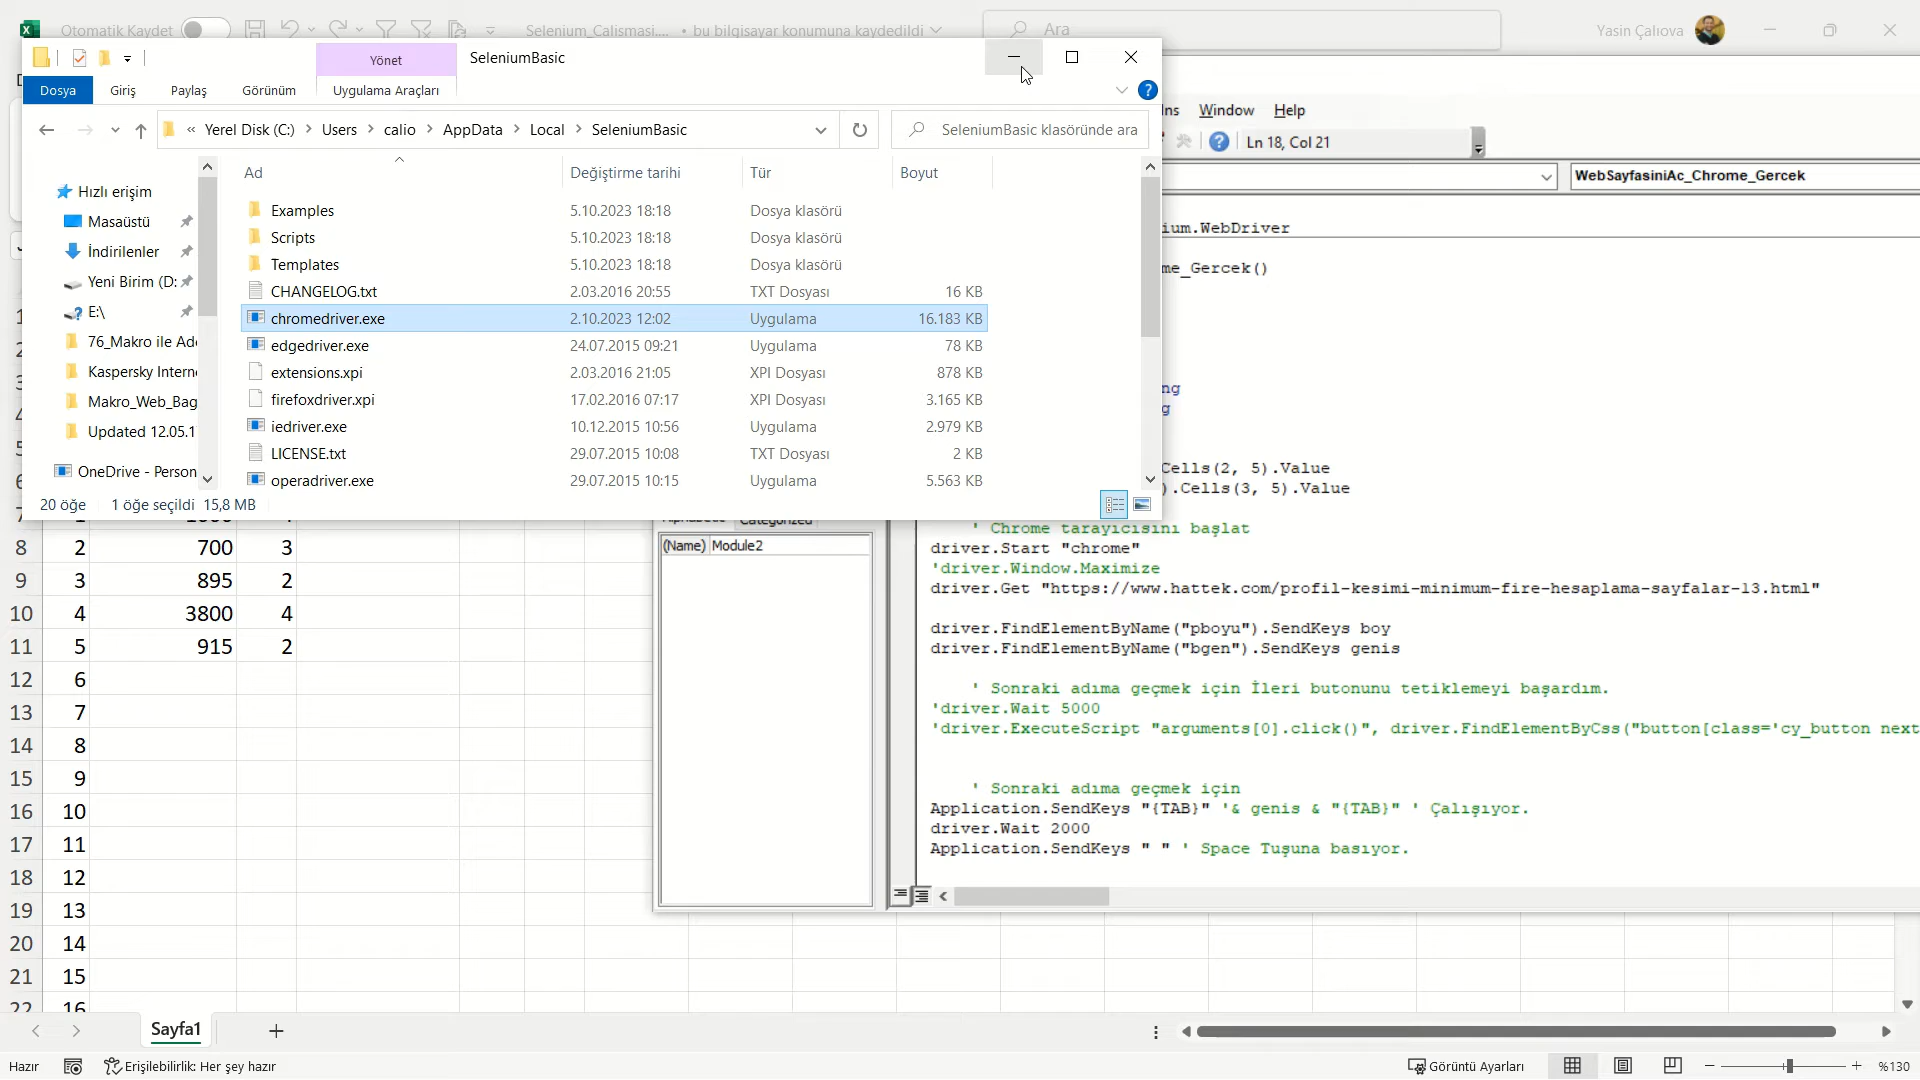 Otomatik Kaydet
Selenium_Calismasi.... • bu bilgisayar konumuna kaydedildi
Ara
Yasin Çalıova
Yönet
SeleniumBasic
Dosya
Giriş
Paylaş
Görünüm
Uygulama Araçları
« Yerel Disk (C:) > Users > calio > AppData > Local > SeleniumBasic
SeleniumBasic klasöründe ara
Ad
Değiştirme tarihi
Tür
Boyut
Hızlı erişim
Masaüstü
İndirilenler
Yeni Birim (D:
E:\
76_Makro ile Ad
Kaspersky Intern
Makro_Web_Bag
Updated 12.05.1
OneDrive - Person
Examples 5.10.2023 18:18 Dosya klasörü
Scripts 5.10.2023 18:18 Dosya klasörü
Templates 5.10.2023 18:18 Dosya klasörü
CHANGELOG.txt 2.03.2016 20:55 TXT Dosyası 16 KB
chromedriver.exe 2.10.2023 12:02 Uygulama 16.183 KB
edgedriver.exe 24.07.2015 09:21 Uygulama 78 KB
extensions.xpi 2.03.2016 21:05 XPI Dosyası 878 KB
firefoxdriver.xpi 17.02.2016 07:17 XPI Dosyası 3.165 KB
iedriver.exe 10.12.2015 10:56 Uygulama 2.979 KB
LICENSE.txt 29.07.2015 10:08 TXT Dosyası 2 KB
operadriver.exe 29.07.2015 10:15 Uygulama 5.563 KB
20 öğe 1 öğe seçildi 15,8 MB
ns Window Help
Ln 18, Col 21
WebSayfasiniAc_Chrome_Gercek
ium.WebDriver
me_Gercek()
ng
g
Cells(2, 5).Value
).Cells(3, 5).Value
' Chrome tarayıcısını başlat
driver.Start "chrome"
'driver.Window.Maximize
driver.Get "https://www.hattek.com/profil-kesimi-minimum-fire-hesaplama-sayfalar-13.html"
driver.FindElementByName("pboyu").SendKeys boy
driver.FindElementByName("bgen").SendKeys genis
' Sonraki adıma geçmek için İleri butonunu tetiklemeyi başardım.
'driver.Wait 5000
'driver.ExecuteScript "arguments[0].click()", driver.FindElementByCss("button[class='cy_button next
' Sonraki adıma geçmek için
Application.SendKeys "{TAB}" '& genis & "{TAB}" ' Çalışıyor.
driver.Wait 2000
Application.SendKeys " " ' Space Tuşuna basıyor.
Categorized
(Name) Module2
8 2 700 3
9 3 895 2
10 4 3800 4
11 5 915 2
12 6
13 7
14 8
15 9
16 10
17 11
18 12
19 13
20 14
21 15
22 16
Sayfa1
Hazır
Erişilebilirlik: Her şey hazır
Görüntü Ayarları
%130